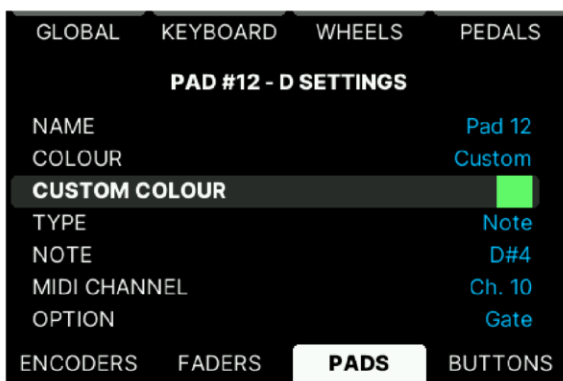 GLOBAL KEYBOARD WHEELS PEDALS
PAD #12 - D SETTINGS
NAME Pad 12
COLOUR Custom
CUSTOM COLOUR
TYPE Note
NOTE D#4
MIDI CHANNEL Ch. 10
OPTION Gate
ENCODERS FADERS PADS BUTTONS